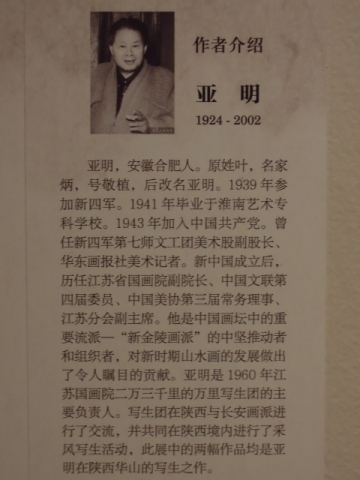 作者介绍
亚明
1924 - 2002
亚明，安徽合肥人。原姓叶，名家
炳，号敬植，后改名亚明。1939 年参
加新四军。1941 年毕业于淮南艺术专
科学校。1943 年加入中国共产党。曾
任新四军第七师文工团美术股副股长、
华东画报社美术记者。新中国成立后，
历任江苏省国画院副院长、中国文联第
四届委员、中国美协第三届常务理事、
江苏分会副主席。他是中国画坛中的重
要流派—“新金陵画派”的中坚推动者
和组织者，对新时期山水画的发展做出
了令人瞩目的贡献。亚明是 1960 年江
苏国画院二万三千里的万里写生团的主
要负责人。写生团在陕西与长安画派进
行了交流，并共同在陕西境内进行了采
风写生活动，此展中的两幅作品均是亚
明在陕西华山的写生之作。